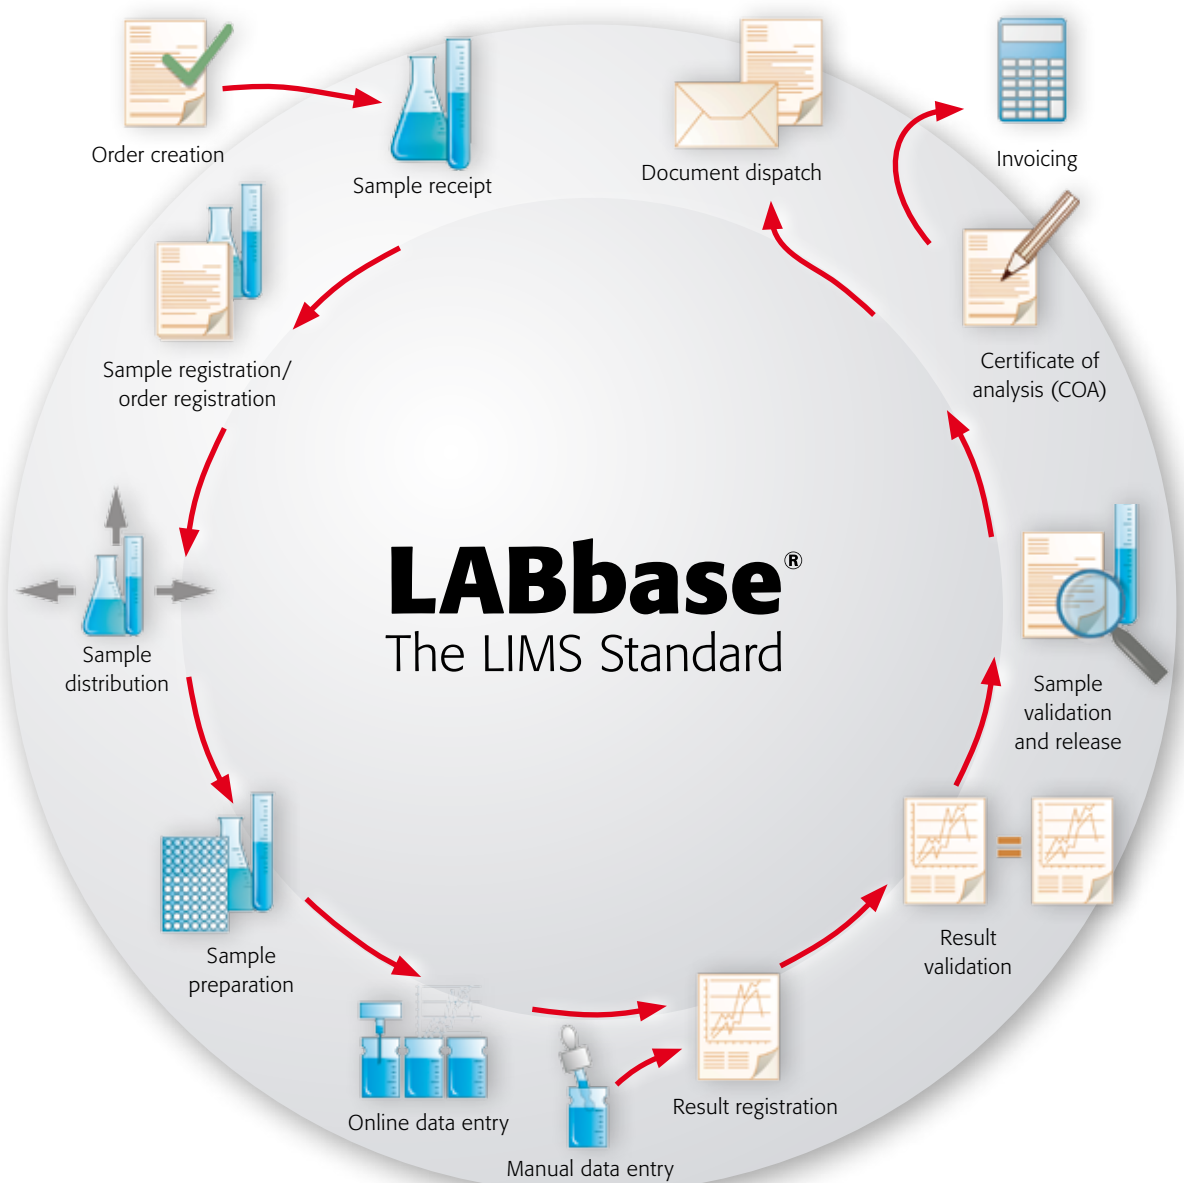 Order creation
Sample receipt
Document dispatch
Invoicing
Sample registration/
order registration
Certificate of
analysis (COA)
LABbase®
The LIMS Standard
Sample
distribution
Sample
validation
and release
Sample
preparation
Result
validation
Online data entry
Result registration
Manual data entry